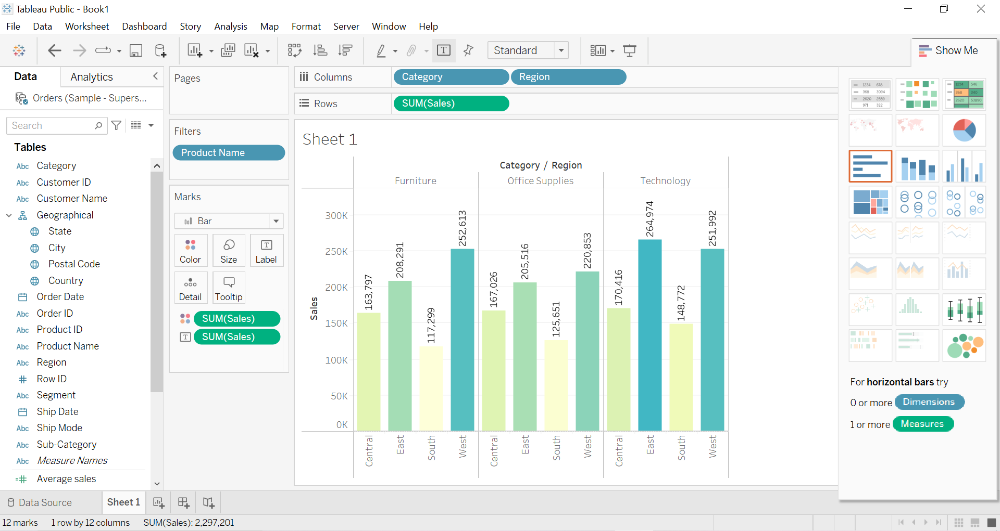 Tableau Public - Book1
File Data Worksheet Dashboard Story Analysis Map Format Server Window Help
Standard
Show Me
Data Analytics
Orders (Sample - Supers...
Search
Tables
Abc Category
Abc Customer ID
Abc Customer Name
Geographical
State
City
Postal Code
Country
Order Date
Abc Order ID
Abc Product ID
Abc Product Name
Abc Region
# Row ID
Abc Segment
Ship Date
Abc Ship Mode
Abc Sub-Category
Abc Measure Names
=# Average sales
Pages
Filters
Product Name
Marks
Bar
Color Size Label
Detail Tooltip
SUM(Sales)
SUM(Sales)
Columns Category Region
Rows SUM(Sales)
Sheet 1
Category / Region
Furniture Office Supplies Technology
Sales
300K
250K
200K
150K
100K
50K
0K
163,797 208,291 117,299 252,613 167,026 205,516 125,651 220,853 170,416 264,974 148,772 251,992
Central East South West Central East South West Central East South West
1234 678
368 3034
2620 2559
971 322
1234 546
368 340
2620 53890
For horizontal bars try
0 or more Dimensions
1 or more Measures
Data Source Sheet 1
12 marks 1 row by 12 columns SUM(Sales): 2,297,201